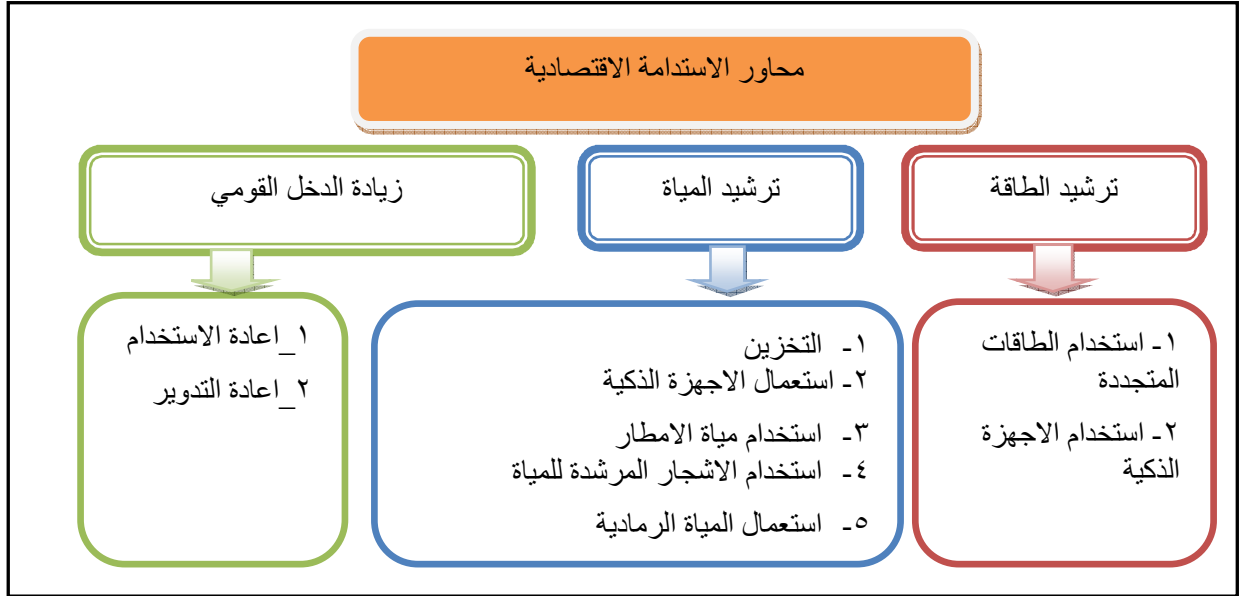 محاور الاستدامة الاقتصادية
ترشيد الطاقة
ترشيد المياة
زيادة الدخل القومي
١- استخدام الطاقات
المتجددة
٢- استخدام الاجهزة
الذكية
١- التخزين
٢- استعمال الاجهزة الذكية
٣- استخدام مياة الامطار
٤- استخدام الاشجار المرشدة للمياة
٥- استعمال المياة الرمادية
١_اعادة الاستخدام
٢_اعادة التدوير